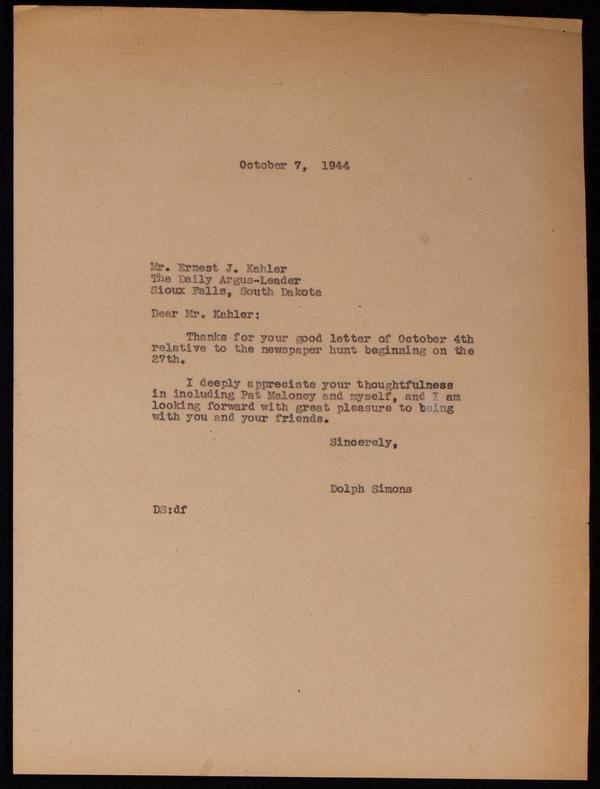 October 7, 1944
Mr. Ernest J. Kahler
The Daily Argus-Leader
Sioux Falls, South Dakota
Dear Mr. Kahler:
Thanks for your good letter of October 4th
relative to the newspaper hunt beginning on the
27th.
I deeply appreciate your thoughtfulness
in including Pat Maloney and myself, and I am
looking forward with great pleasure to being
with you and your friends.
Sincerely,
Dolph Simons
DS:df